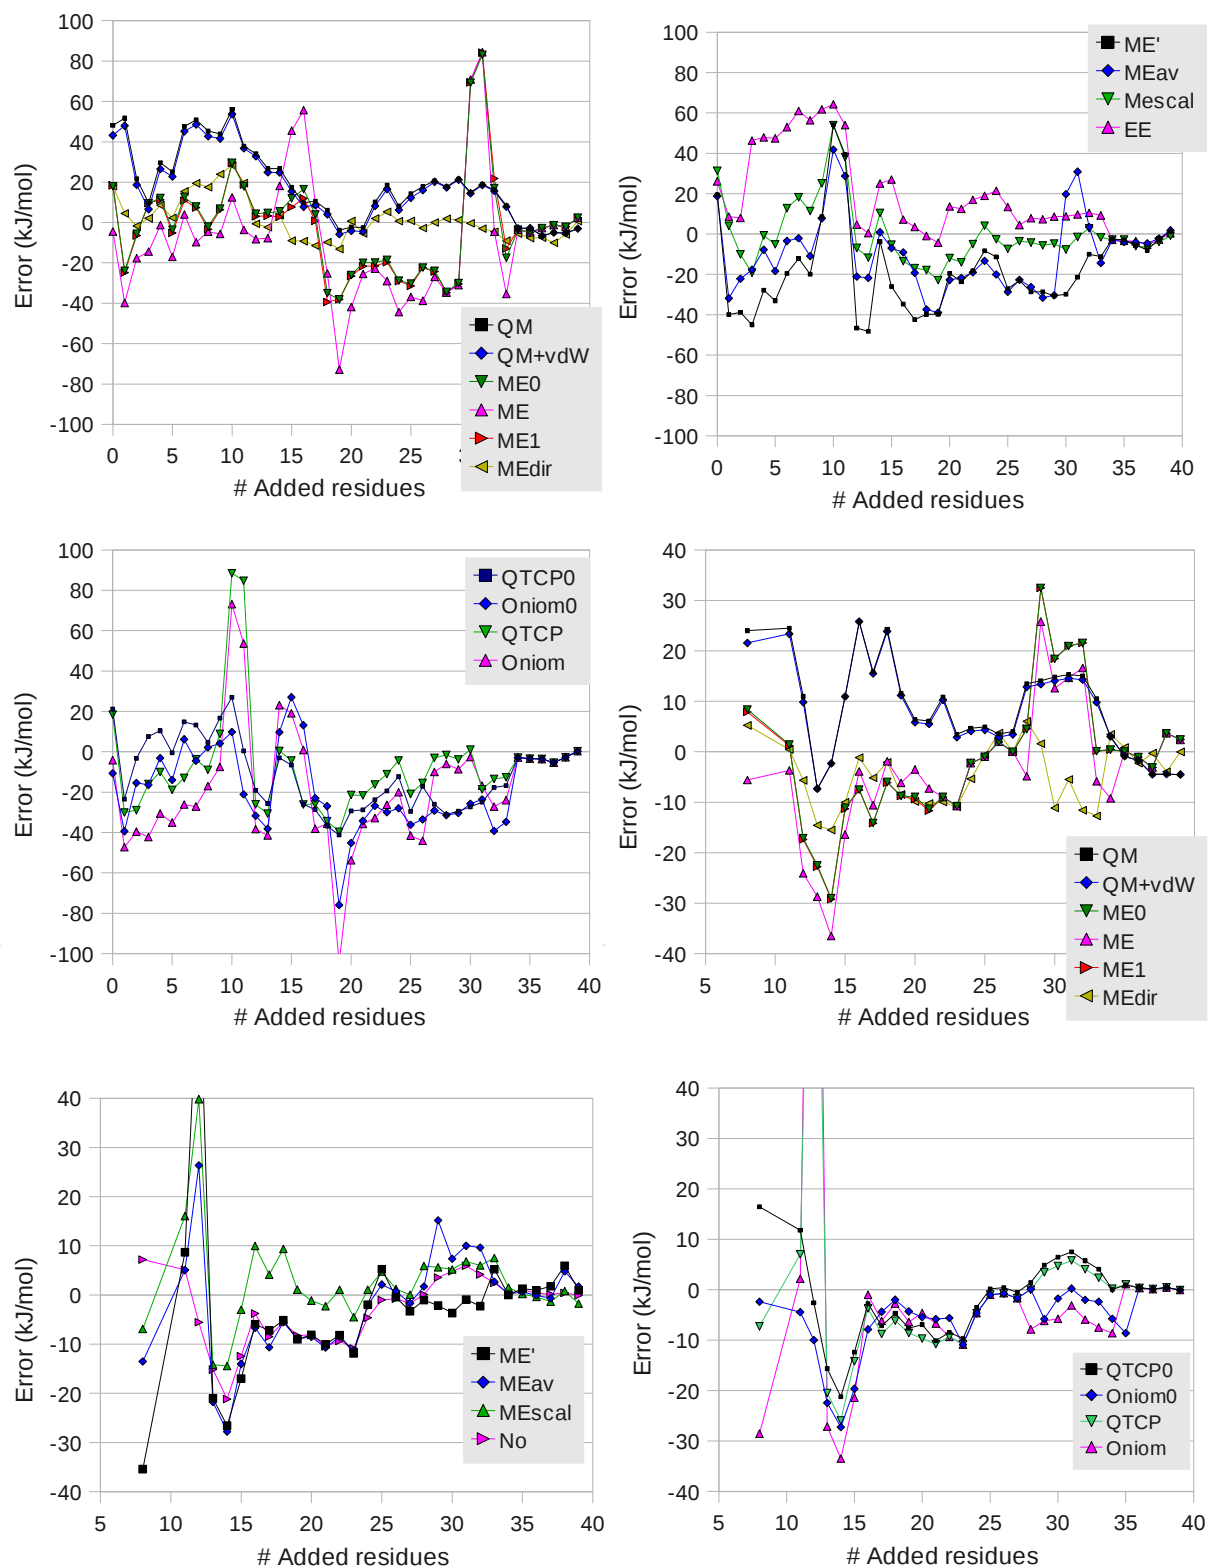 100
80
60
40
20
0
-20
-40
-60
-80
-100
Error (kJ/mol)
0 5 10 15 20 25
# Added residues
QM
QM+vdW
ME0
ME
ME1
MEdir
100
80
60
40
20
0
-20
-40
-60
-80
-100
Error (kJ/mol)
0 5 10 15 20 25 30 35 40
# Added residues
ME'
MEav
Mescal
EE
100
80
60
40
20
0
-20
-40
-60
-80
-100
Error (kJ/mol)
0 5 10 15 20 25 30 35 40
# Added residues
QTCP0
Oniom0
QTCP
Oniom
40
30
20
10
0
-10
-20
-30
-40
Error (kJ/mol)
5 10 15 20 25
# Added residues
QM
QM+vdW
ME0
ME
ME1
MEdir
40
30
20
10
0
-10
-20
-30
-40
Error (kJ/mol)
5 10 15 20 25 30 35 40
# Added residues
ME'
MEav
MEscal
No
40
30
20
10
0
-10
-20
-30
-40
Error (kJ/mol)
5 10 15 20 25 30 35 40
# Added residues
QTCP0
Oniom0
QTCP
Oniom